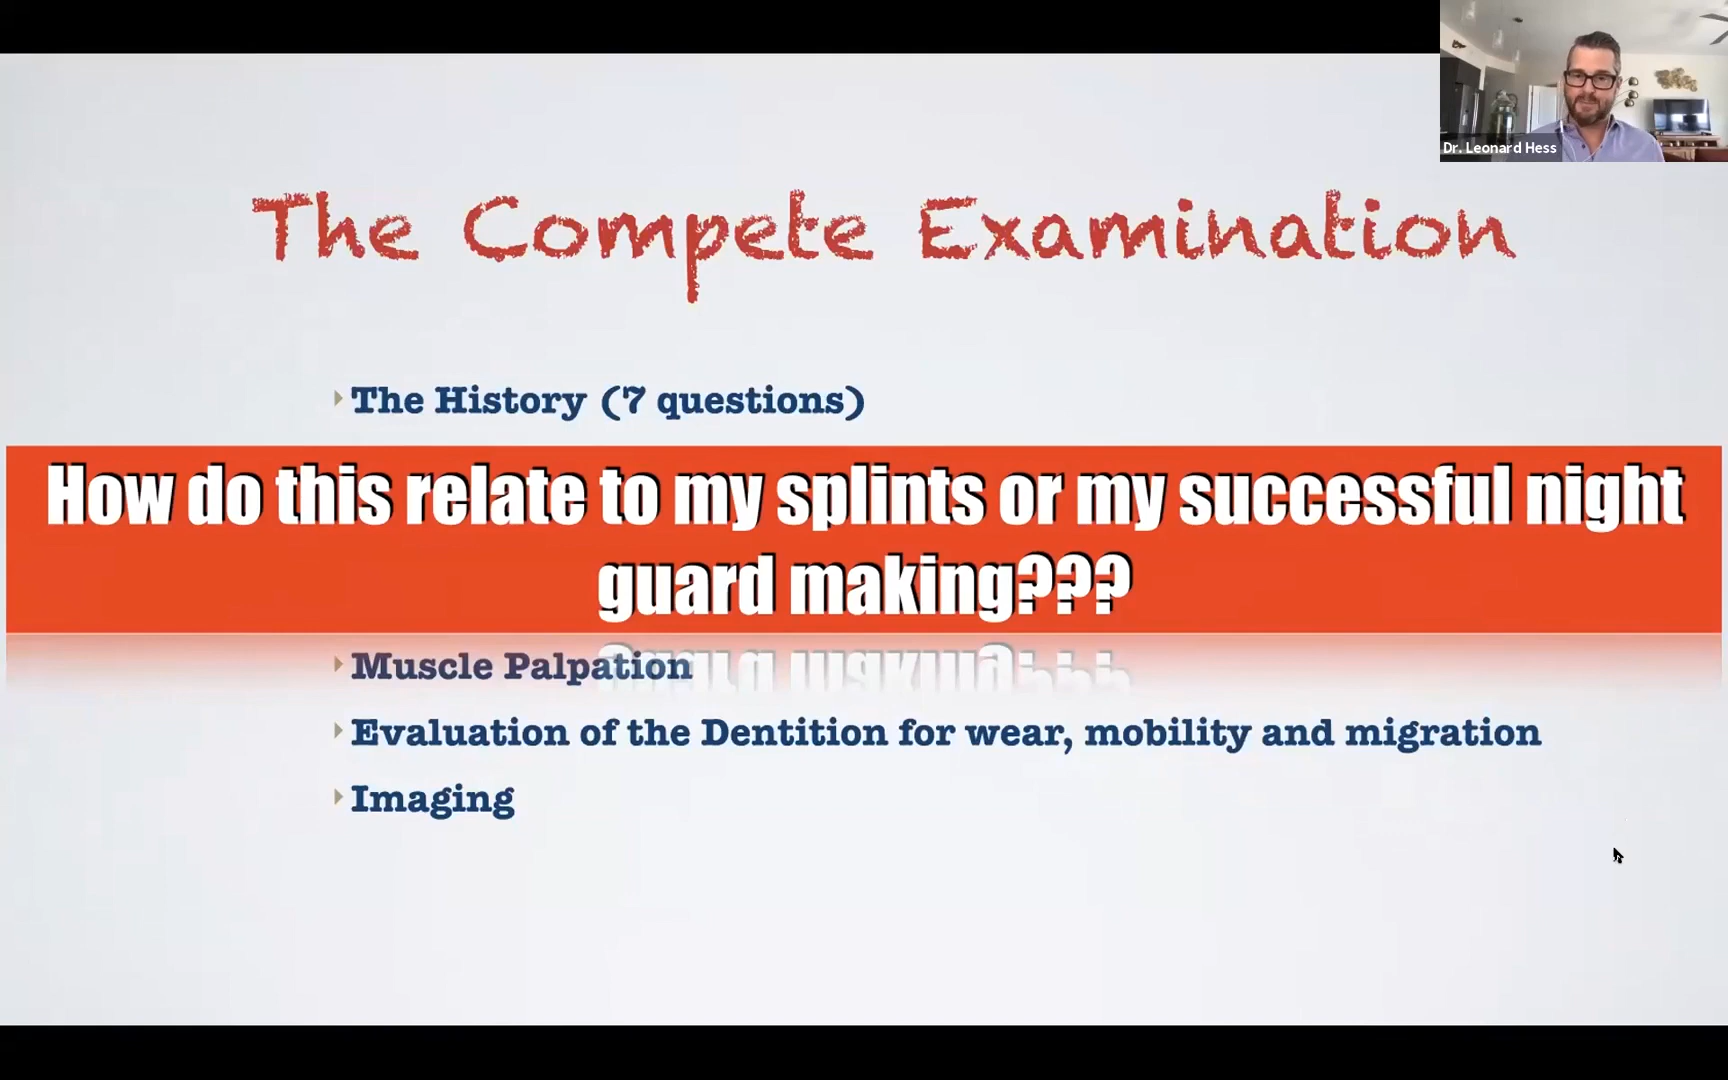 Dr. Leonard Hess
The Compete Examination
The History (7 questions)
How do this relate to my splints or my successful night
guard making???
Muscle Palpation
Evaluation of the Dentition for wear, mobility and migration
Imaging